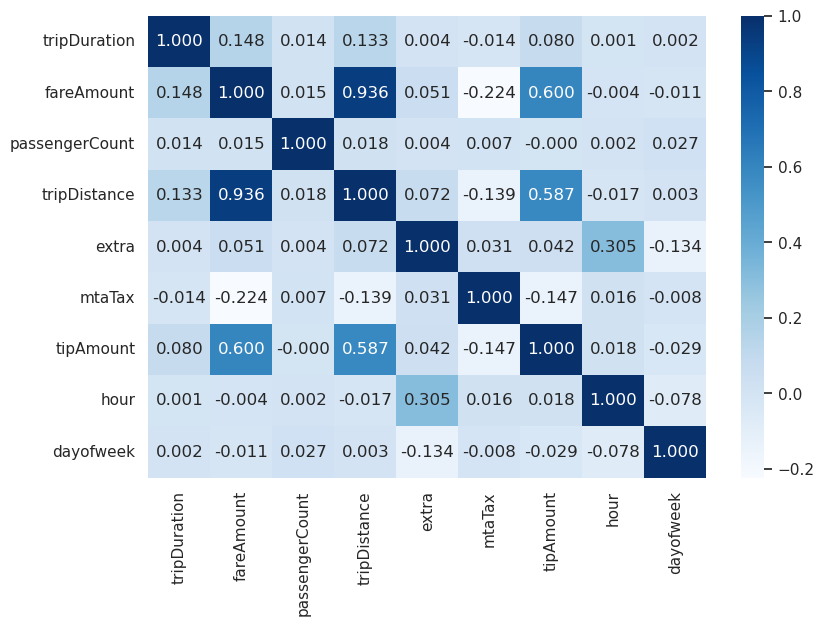 tripDuration 1.000 0.148 0.014 0.133 0.004 -0.014 0.080 0.001 0.002
fareAmount 0.148 1.000 0.015 0.936 0.051 -0.224 0.600 -0.004 -0.011
passengerCount 0.014 0.015 1.000 0.018 0.004 0.007 -0.000 0.002 0.027
tripDistance 0.133 0.936 0.018 1.000 0.072 -0.139 0.587 -0.017 0.003
extra 0.004 0.051 0.004 0.072 1.000 0.031 0.042 0.305 -0.134
mtaTax -0.014 -0.224 0.007 -0.139 0.031 1.000 -0.147 0.016 -0.008
tipAmount 0.080 0.600 -0.000 0.587 0.042 -0.147 1.000 0.018 -0.029
hour 0.001 -0.004 0.002 -0.017 0.305 0.016 0.018 1.000 -0.078
dayofweek 0.002 -0.011 0.027 0.003 -0.134 -0.008 -0.029 -0.078 1.000
tripDuration
fareAmount
passengerCount
tripDistance
extra
mtaTax
tipAmount
hour
dayofweek
1.0
0.8
0.6
0.4
0.2
0.0
−0.2